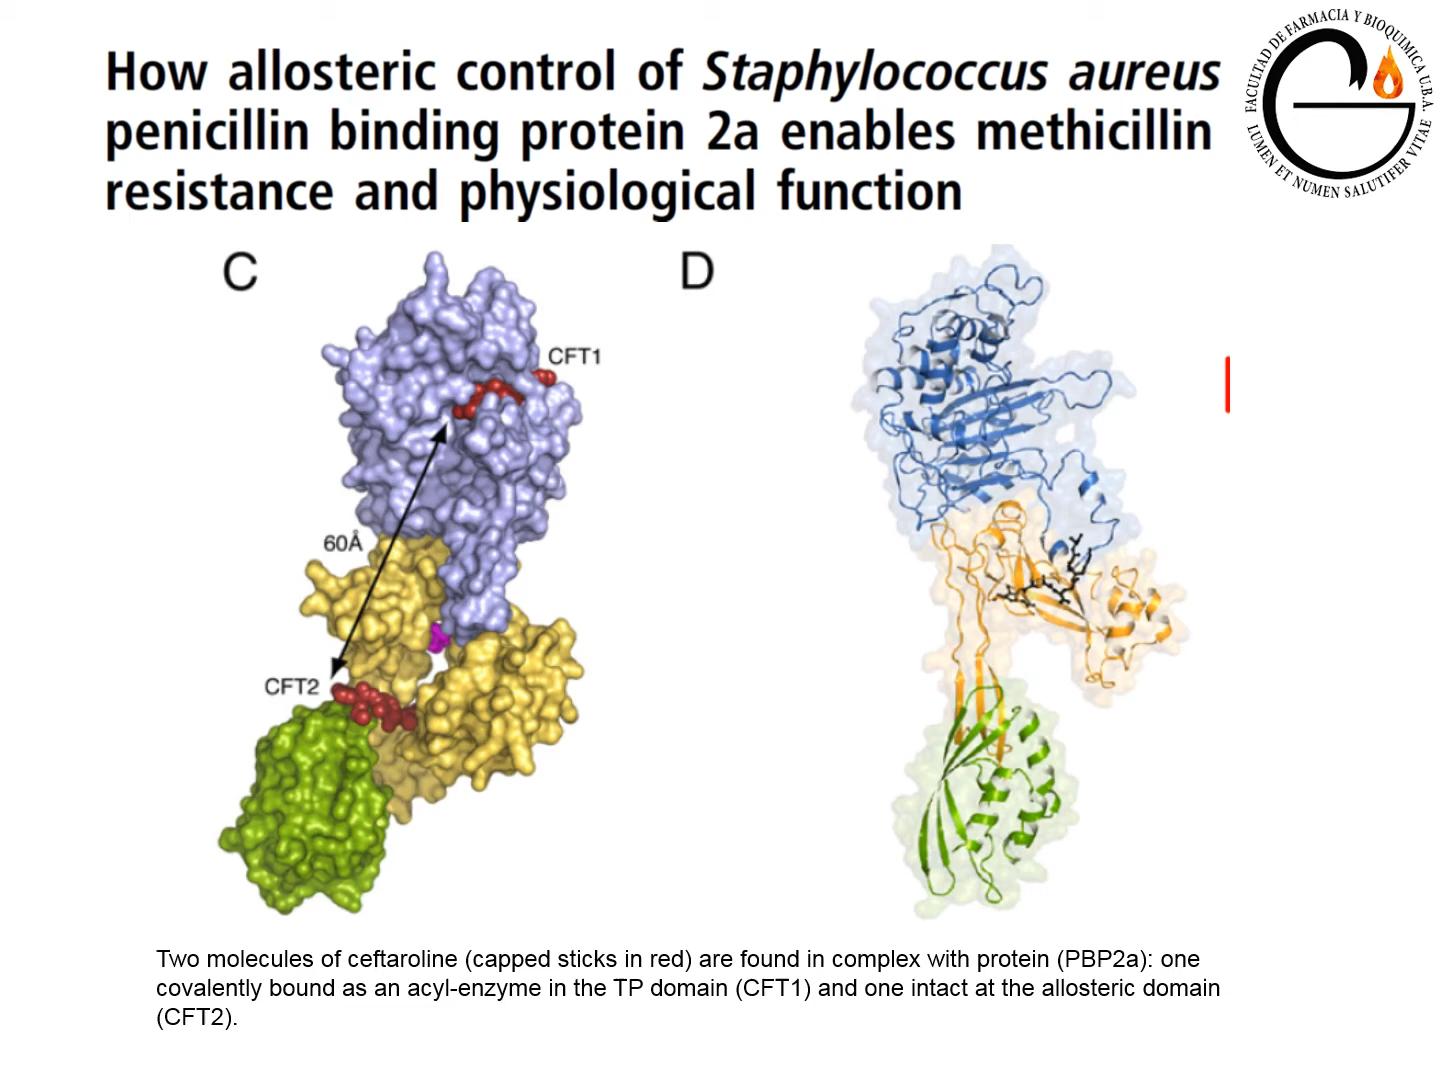 How allosteric control of Staphylococcus aureus
penicillin binding protein 2a enables methicillin
resistance and physiological function
FACULTAD DE FARMACIA Y BIOQUIMICA U.B.A.
LUMEN ET NUMEN SALUTIFER VITAE
C
D
CFT1
60Å
CFT2
Two molecules of ceftaroline (capped sticks in red) are found in complex with protein (PBP2a): one
covalently bound as an acyl-enzyme in the TP domain (CFT1) and one intact at the allosteric domain
(CFT2).